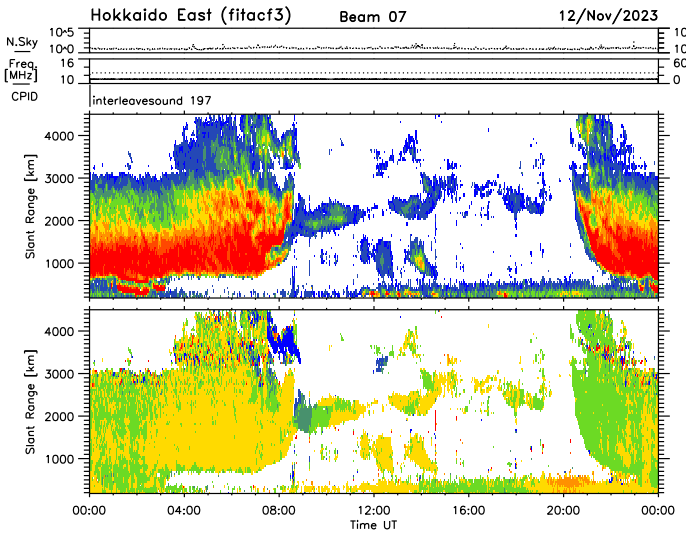 Hokkaido East (fitacf3) Beam 07 12/Nov/2023
N.Sky 10^5 10^0 10 10
Freq. [MHz] 16 10 60 0
CPID interleavesound 197
Slant Range [km] 4000 3000 2000 1000
Slant Range [km] 4000 3000 2000 1000
00:00 04:00 08:00 12:00 16:00 20:00 00:00
Time UT